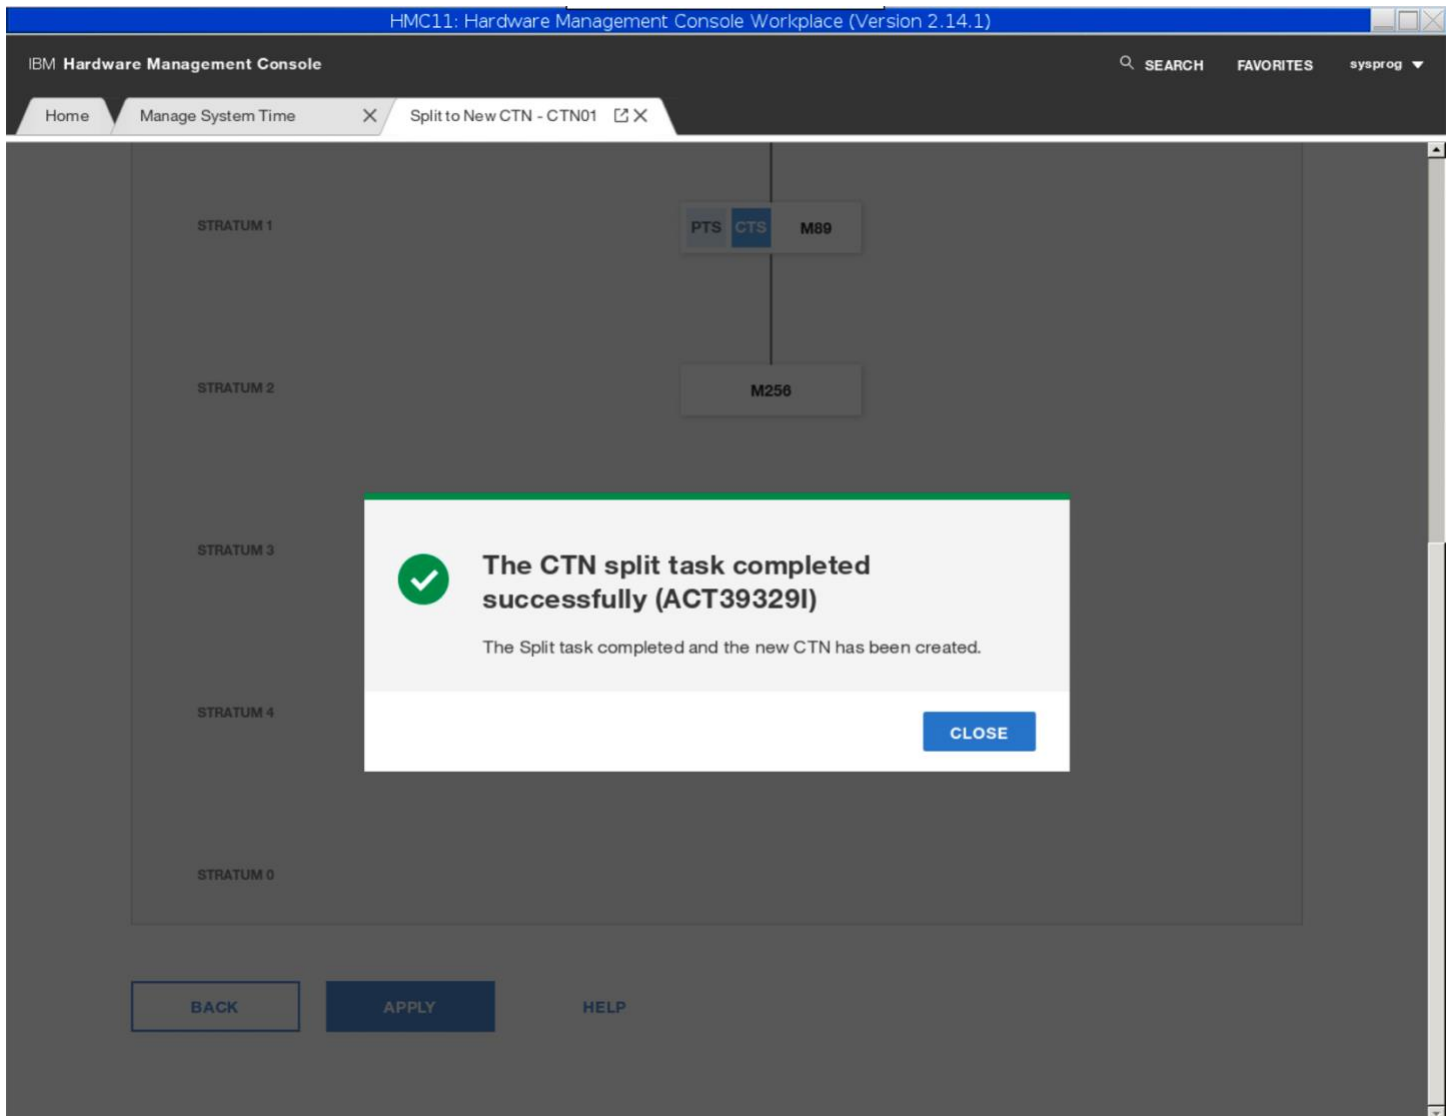 HMC11: Hardware Management Console Workplace (Version 2.14.1)
IBM Hardware Management Console
SEARCH FAVORITES sysprog
Home Manage System Time Split to New CTN - CTN01
STRATUM 1 PTS CTS M89
STRATUM 2 M256
STRATUM 3
The CTN split task completed
successfully (ACT39329I)
The Split task completed and the new CTN has been created.
STRATUM 4
CLOSE
STRATUM 0
BACK APPLY HELP